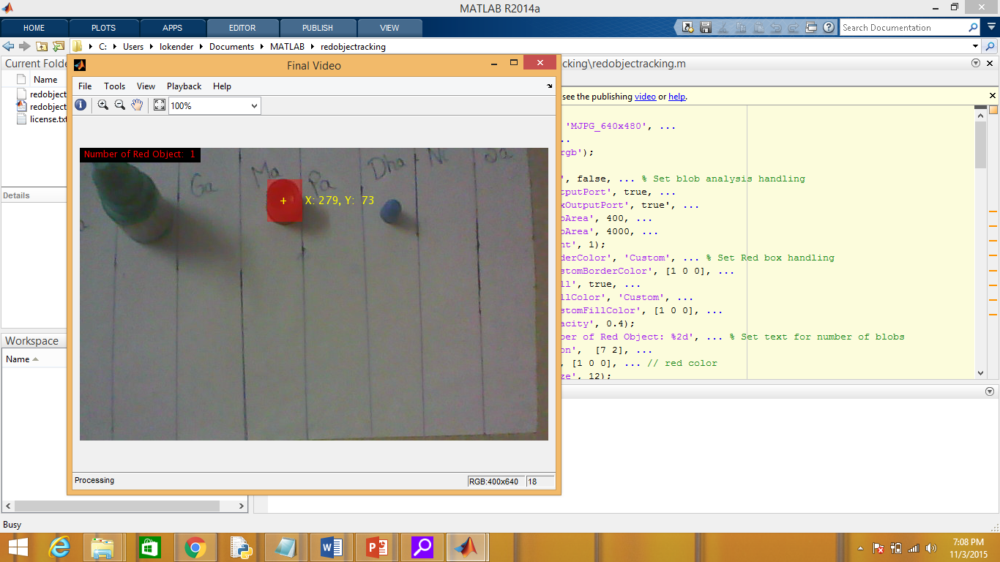 MATLAB R2014a
HOME PLOTS APPS EDITOR PUBLISH VIEW
Search Documentation
C: Users lokender Documents MATLAB redobjectracking
Current Folde
Name
redobject
redobject
license.txt
Details
Workspace
Name
Final Video
File Tools View Playback Help
100%
Number of Red Object: 1
Ga Ma Pa Dha Ni Sa
X: 279, Y: 73
Processing
RGB:400x640 18
cking\redobjectracking.m
see the publishing video or help.
'MJPG_640x480', ...
..
rgb');
', false, ... % Set blob analysis handling
tputPort', true, ...
xOutputPort', true', ...
bArea', 400, ...
bArea', 4000, ...
nt', 1);
derColor', 'Custom', ... % Set Red box handling
stomBorderColor', [1 0 0], ...
ll', true, ...
llColor', 'Custom', ...
stomFillColor', [1 0 0], ...
acity', 0.4);
ber of Red Object: %2d', ... % Set text for number of blobs
on', [7 2], ...
, [1 0 0], ... // red color
ze', 12);
Busy
7:08 PM
11/3/2015